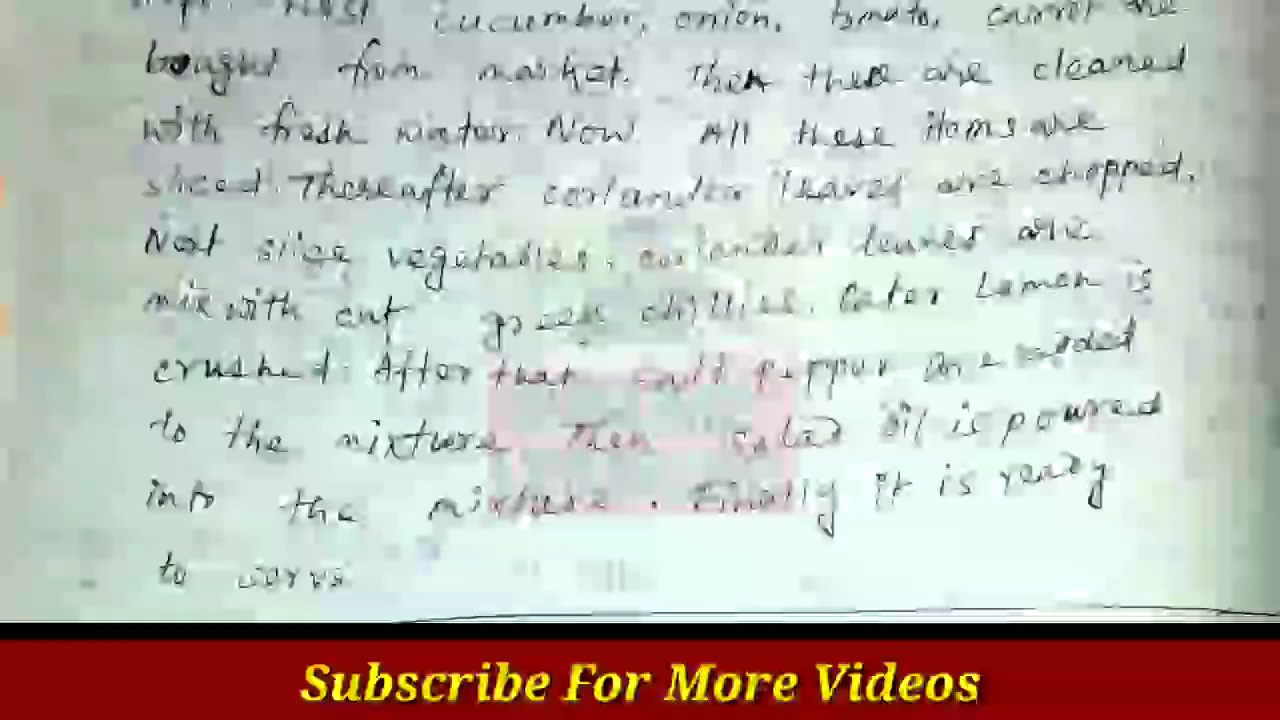 cucumber, onion, tomato, carrot are
bought from market. Then these are cleaned
with fresh water. Now All these items are
sliced. Thereafter coriander leaves are chopped.
Next slice vegetables, coriander leaves are
mix with cut green chillies. Later Lemon is
crushed. After that salt pepper are added
to the mixture. Then salad oil is poured
into the mixture. Finally it is ready
to serve
Subscribe For More Videos